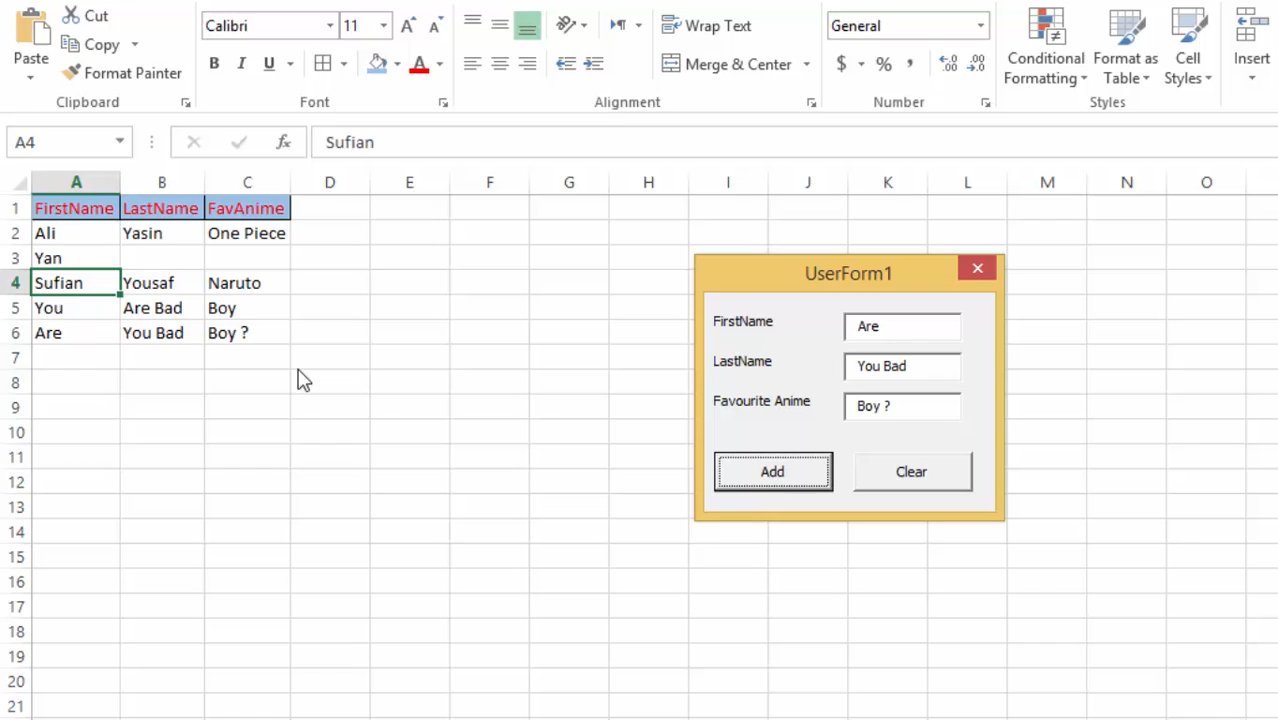 Cut
Copy
Paste
Format Painter
Clipboard
Calibri 11 A A
B I U A
Font
Wrap Text
Merge & Center
Alignment
General
$ % , .00 .00
Number
Conditional Formatting
Format as Table
Cell Styles
Styles
Insert
A4 fx Sufian
A B C D E F G H I J K L M N O
1 FirstName LastName FavAnime
2 Ali Yasin One Piece
3 Yan
4 Sufian Yousaf Naruto
5 You Are Bad Boy
6 Are You Bad Boy ?
7
8
9
10
11
12
13
14
15
16
17
18
19
20
21
UserForm1
FirstName Are
LastName You Bad
Favourite Anime Boy ?
Add Clear